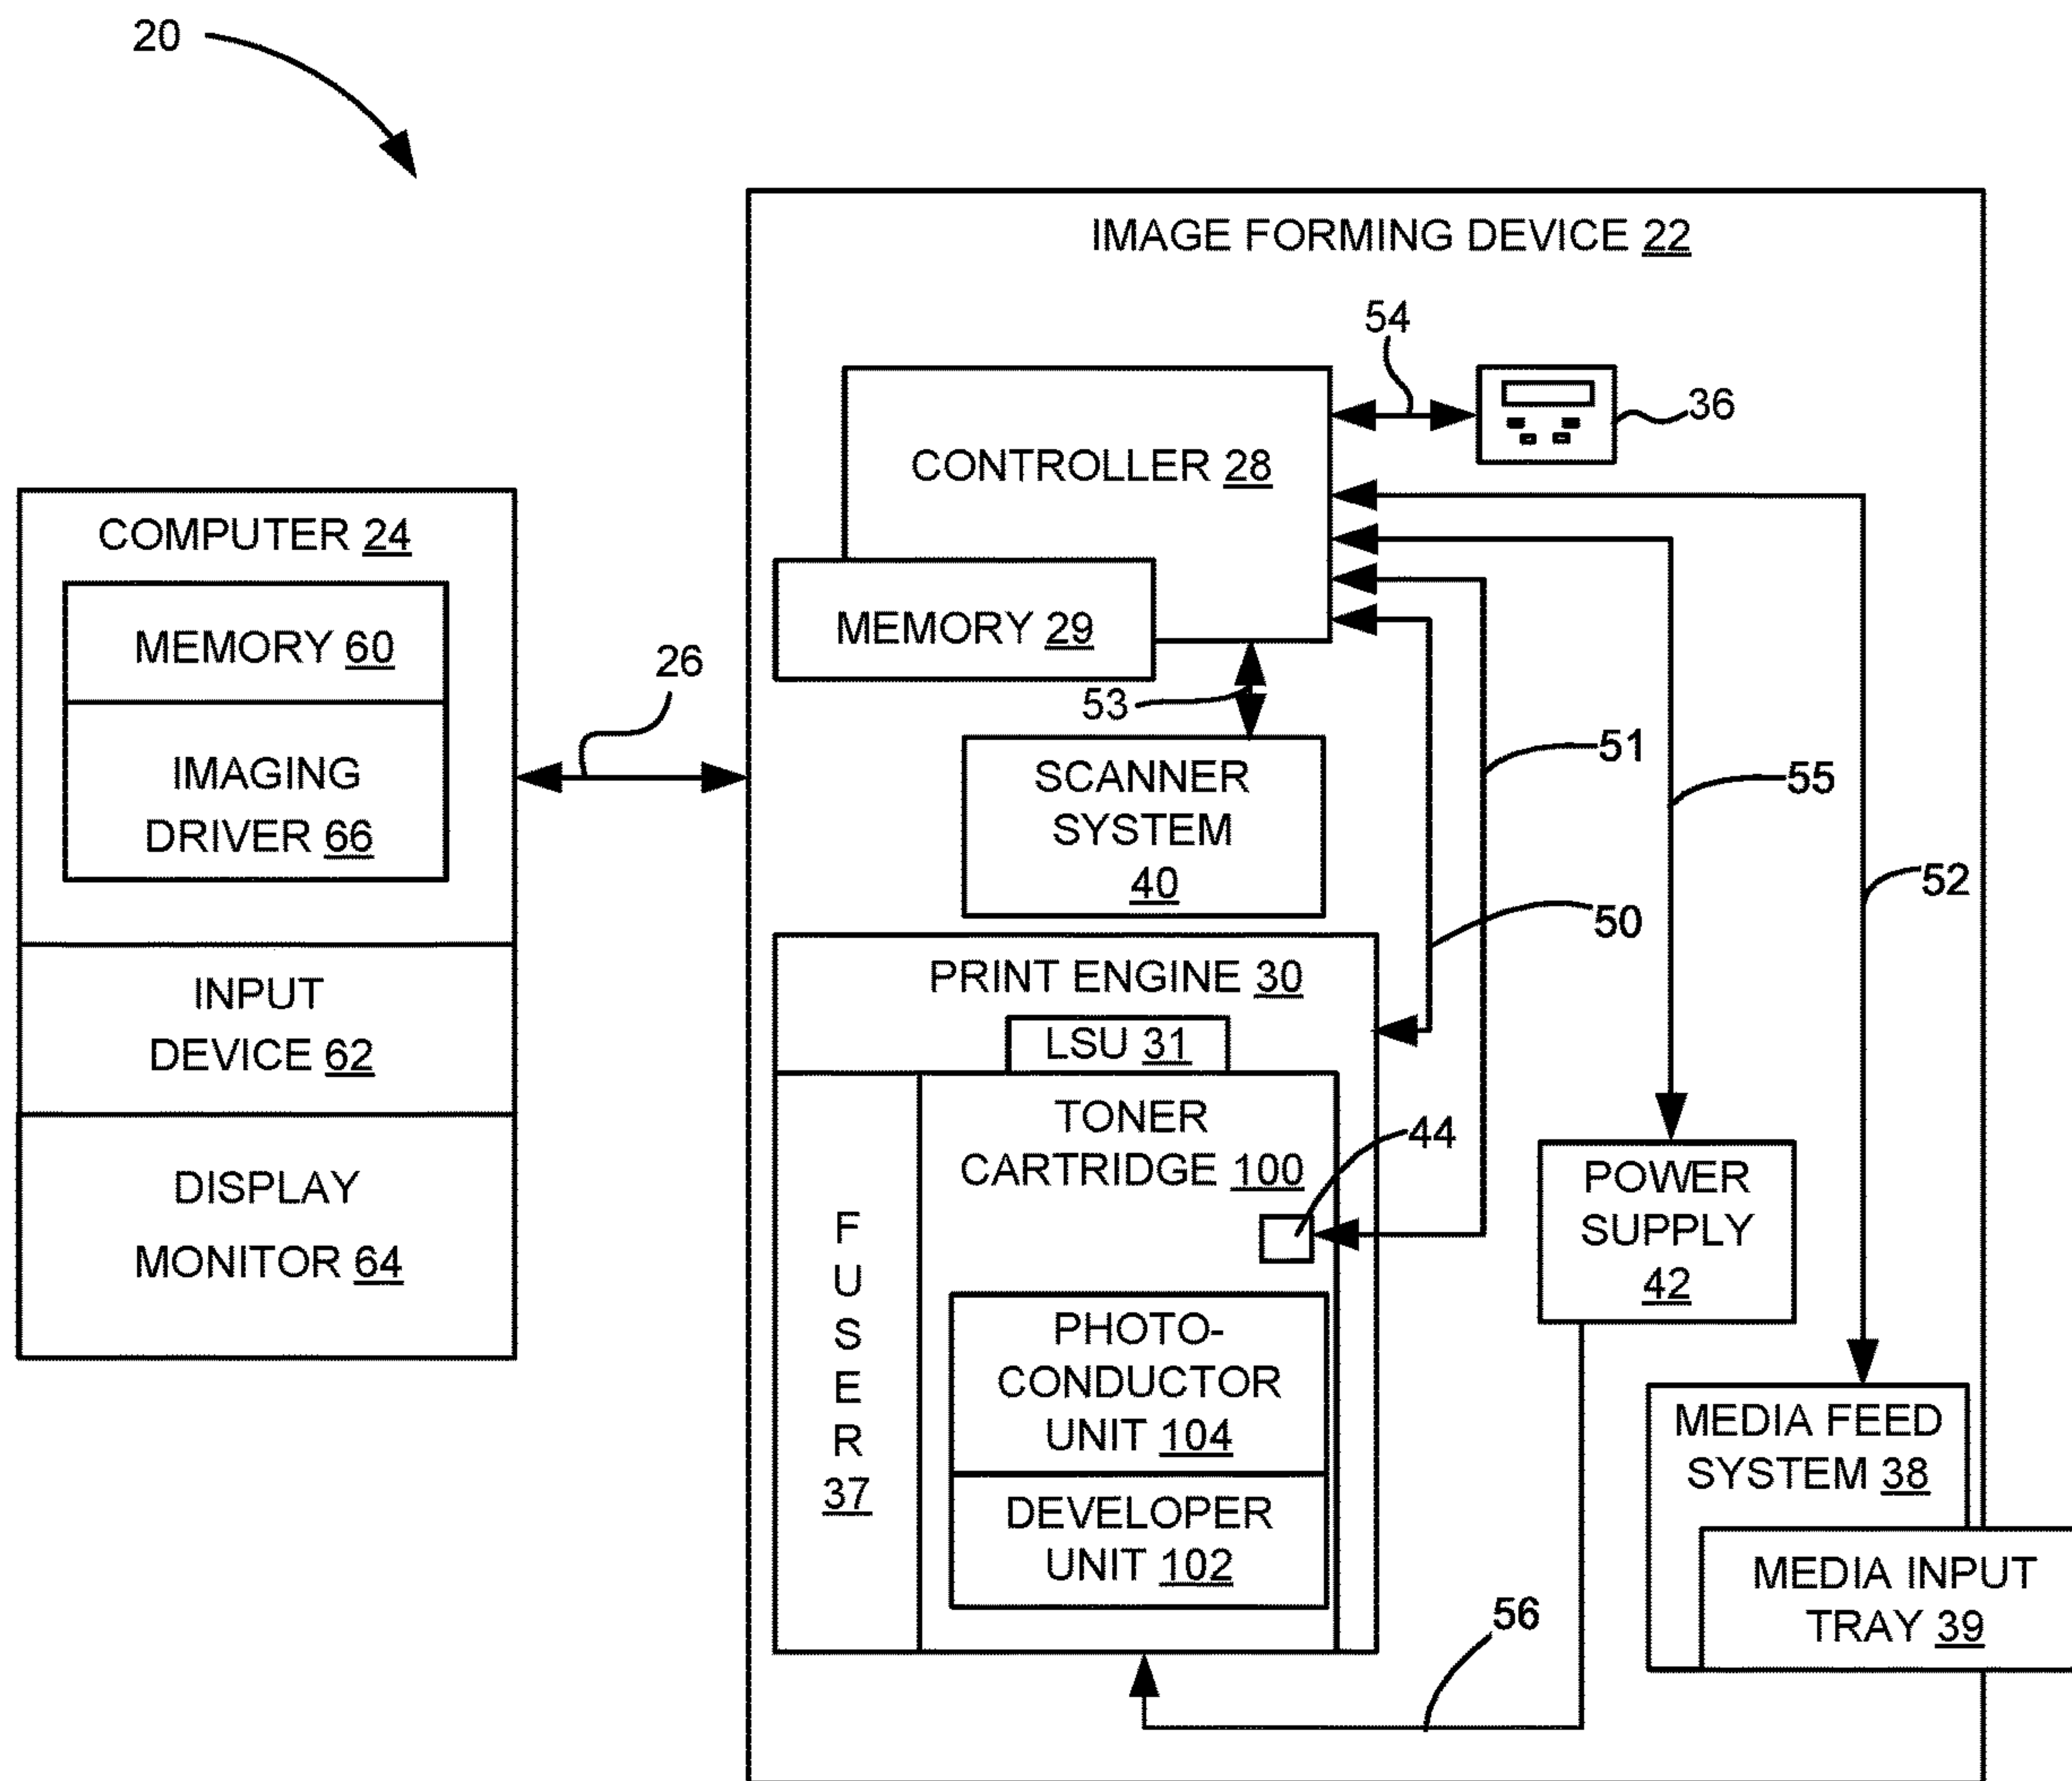 20
IMAGE FORMING DEVICE 22
54
36
CONTROLLER 28
MEMORY 29
53
COMPUTER 24
MEMORY 60
IMAGING
DRIVER 66
INPUT
DEVICE 62
DISPLAY
MONITOR 64
26
SCANNER
SYSTEM
40
51
55
52
50
PRINT ENGINE 30
LSU 31
TONER
CARTRIDGE 100
44
F
U
S
E
R
37
PHOTO-
CONDUCTOR
UNIT 104
DEVELOPER
UNIT 102
POWER
SUPPLY
42
MEDIA FEED
SYSTEM 38
MEDIA INPUT
TRAY 39
56